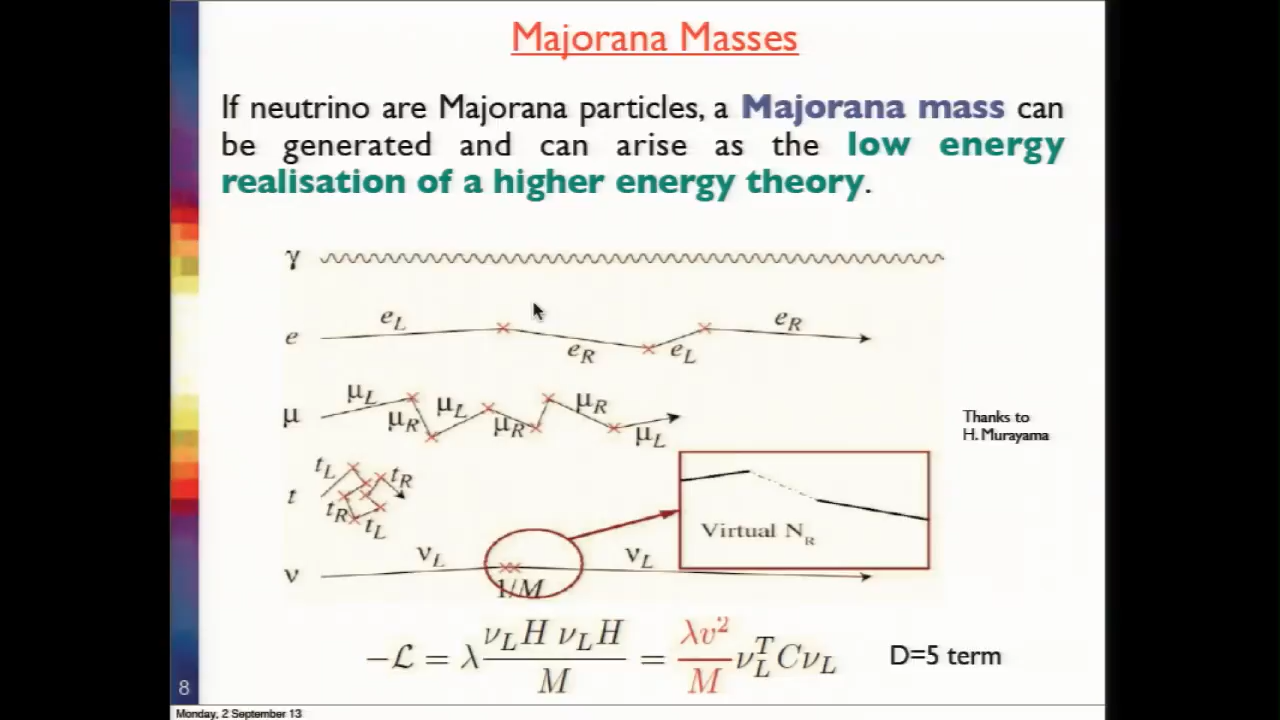 Majorana Masses
If neutrino are Majorana particles, a Majorana mass can
be generated and can arise as the low energy
realisation of a higher energy theory.
γ
e e_L e_R e_L e_R
μ μ_L μ_R μ_L μ_R μ_R μ_L
Thanks to
H. Murayama
t t_L t_R t_R t_L
Virtual N_R
ν ν_L 1/M ν_L
−ℒ = λ ν_L H ν_L H / M = λv² / M ν_L^T C ν_L D=5 term
8
Monday, 2 September 13